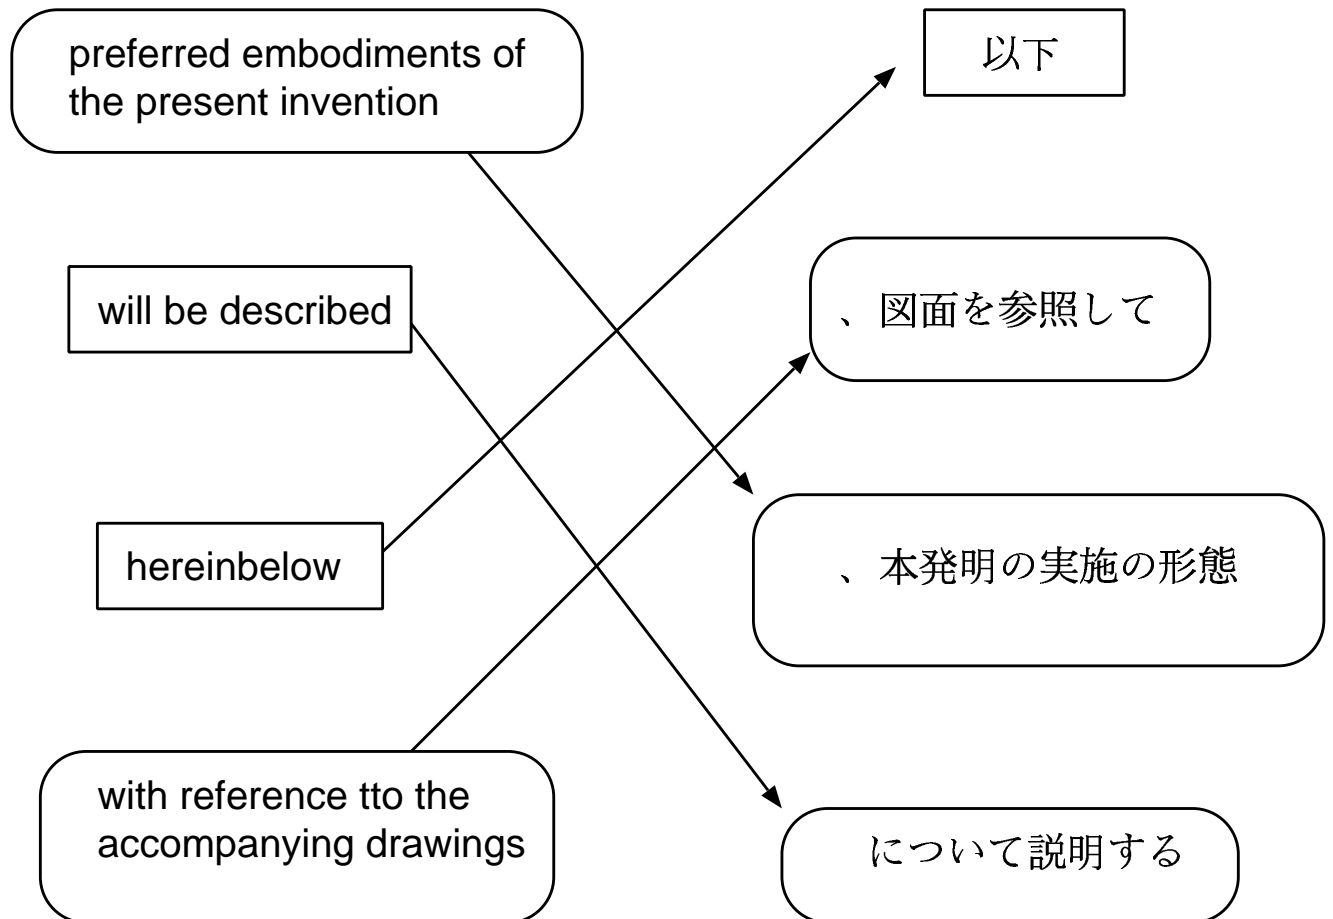 preferred embodiments of
the present invention
will be described
hereinbelow
with reference tto the
accompanying drawings
以下
、図面を参照して
、本発明の実施の形態
について説明する